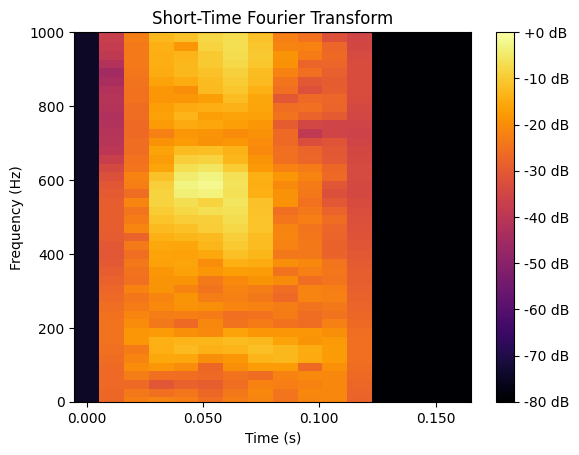 Short-Time Fourier Transform
1000
800
600
400
200
0
Frequency (Hz)
0.000
0.050
0.100
0.150
Time (s)
+0 dB
-10 dB
-20 dB
-30 dB
-40 dB
-50 dB
-60 dB
-70 dB
-80 dB